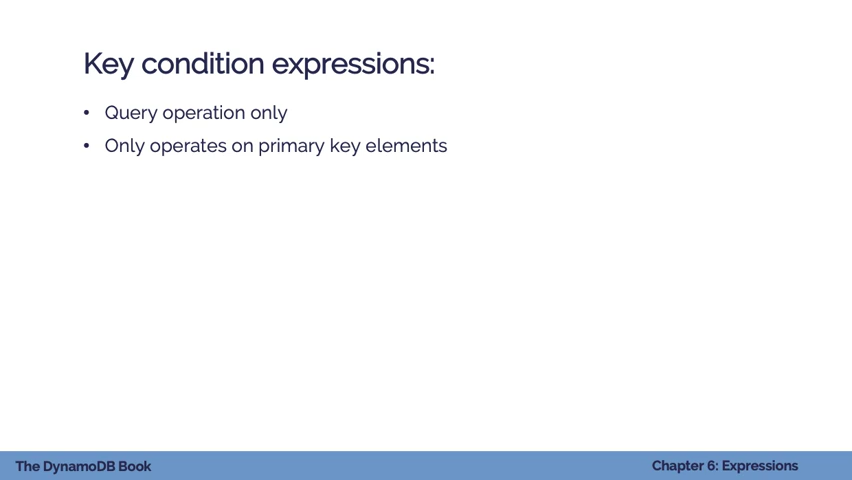 Key condition expressions:
• Query operation only
• Only operates on primary key elements
The DynamoDB Book
Chapter 6: Expressions